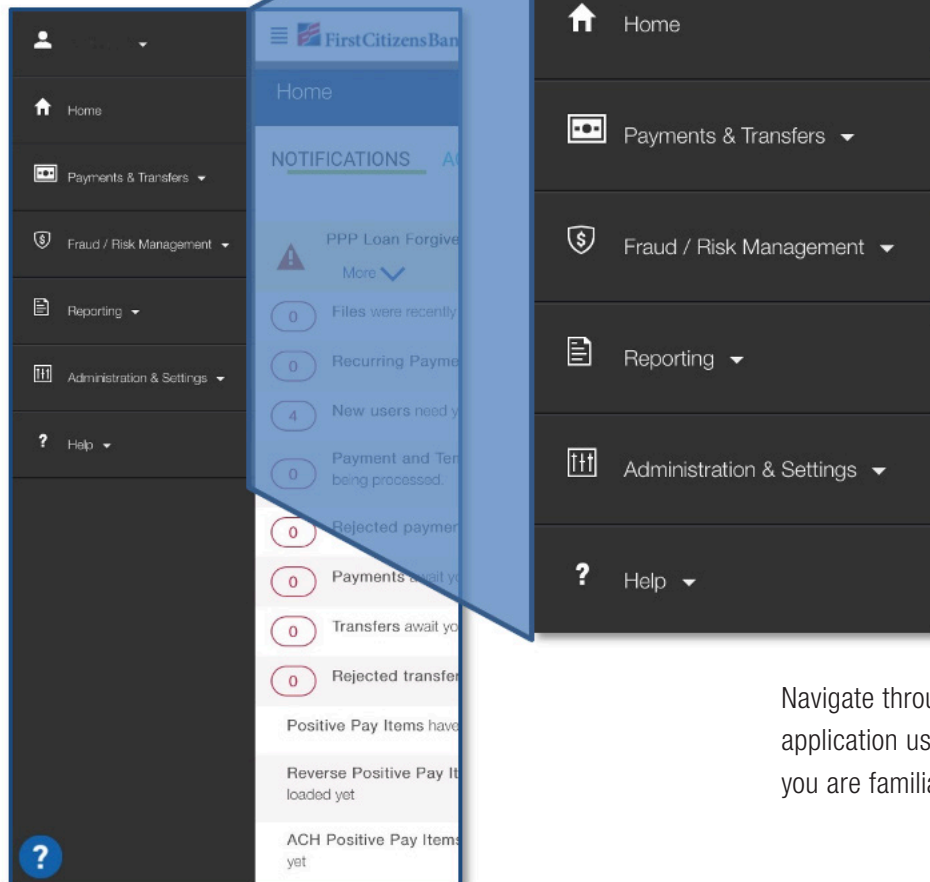 Home
Payments & Transfers
Fraud / Risk Management
Reporting
Administration & Settings
?
Help
?
FirstCitizensBan
Home
NOTIFICATIONS
PPP Loan Forgive
More
0
Files were recently
0
Recurring Payme
4
New users need y
0
Payment and Ter
being processed.
0
Rejected paymen
0
Payments await yo
0
Transfers await yo
0
Rejected transfer
Positive Pay Items have
Reverse Positive Pay It
loaded yet
ACH Positive Pay Items
yet
Home
Payments & Transfers
Fraud / Risk Management
Reporting
Administration & Settings
?
Help
Navigate throu
application us
you are familia